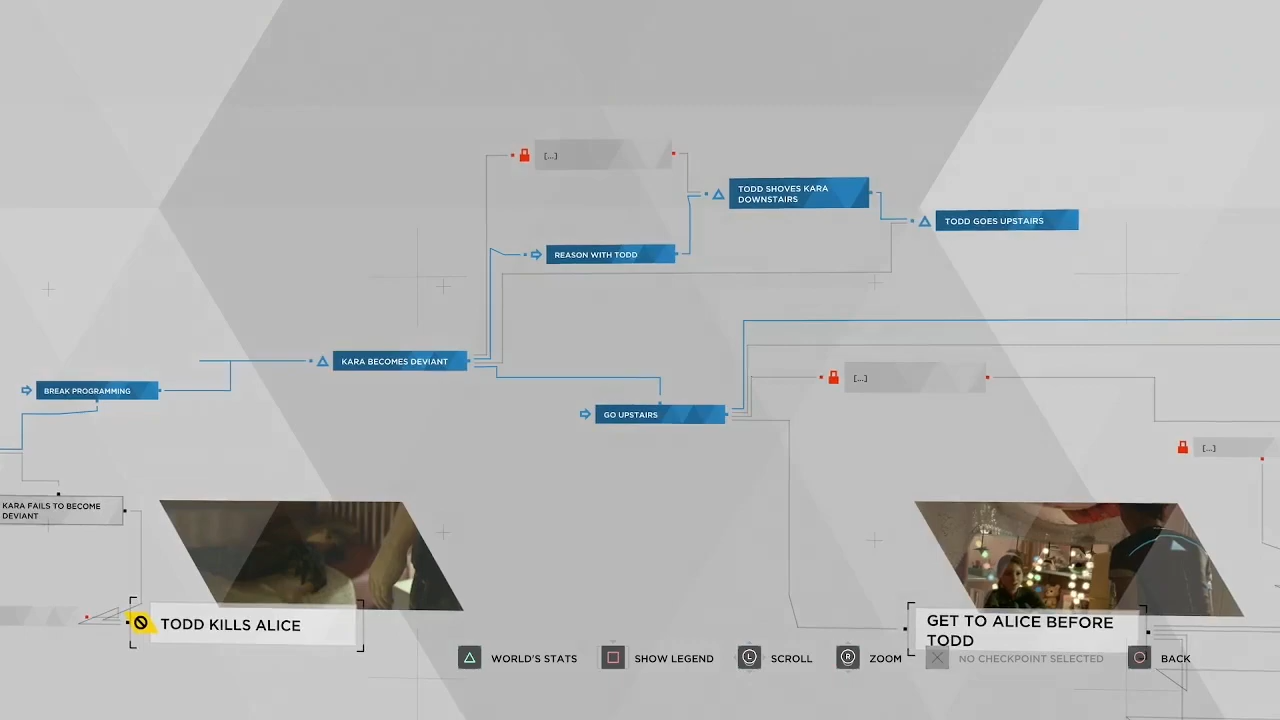 [...]
TODD SHOVES KARA
DOWNSTAIRS
TODD GOES UPSTAIRS
REASON WITH TODD
KARA BECOMES DEVIANT
[...]
BREAK PROGRAMMING
GO UPSTAIRS
[...]
KARA FAILS TO BECOME
DEVIANT
TODD KILLS ALICE
GET TO ALICE BEFORE
TODD
WORLD'S STATS
SHOW LEGEND
L
SCROLL
R
ZOOM
NO CHECKPOINT SELECTED
BACK